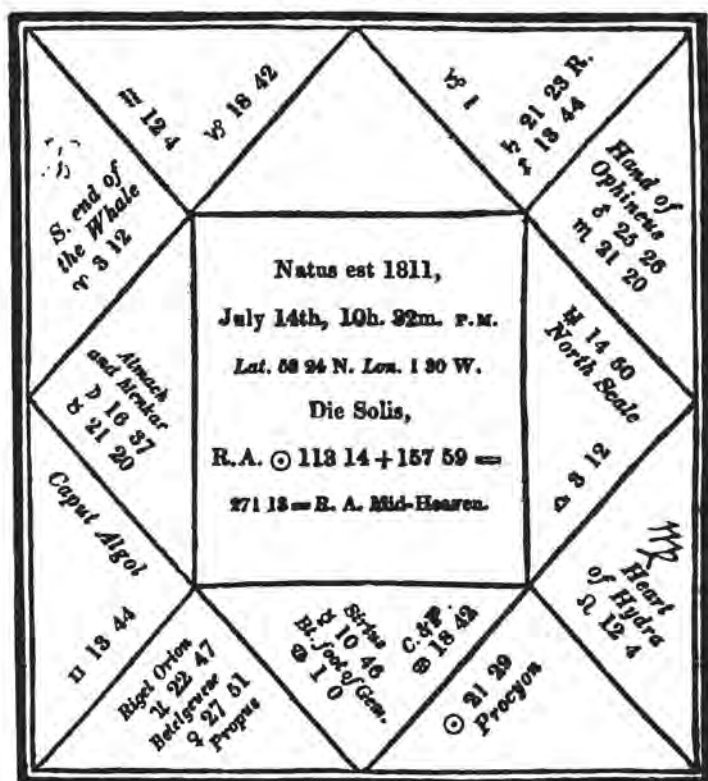 ♒ 12 4
♑ 18 42
♑ 1
♄ 21 23 R.
♐ 13 44
S. end of
the Whale
♈ 3 12
Hand of
Ophineus
♂ 25 26
♏ 21 20
Natus est 1811,
July 14th, 10h. 32m. P.M.
Lat. 53 24 N. Lon. 1 30 W.
Die Solis,
R.A. ☉ 113 14 + 157 59 =
271 13 = R. A. Mid-Heaven.
Almach
and Menkar
☽ 16 37
♉ 21 20
♅ 14 50
North Scale
♎ 3 12
Caput Algol
♊ 13 44
♍
Heart
of Hydra
♌ 12 4
Rigel Orion
♃ 22 47
Betelgeuese
♀ 27 51
Propus
Sirius
10 46
Bt. foot of Gem.
♋ 1 0
C. & P.
♋ 18 42
☉ 21 29
Procyon